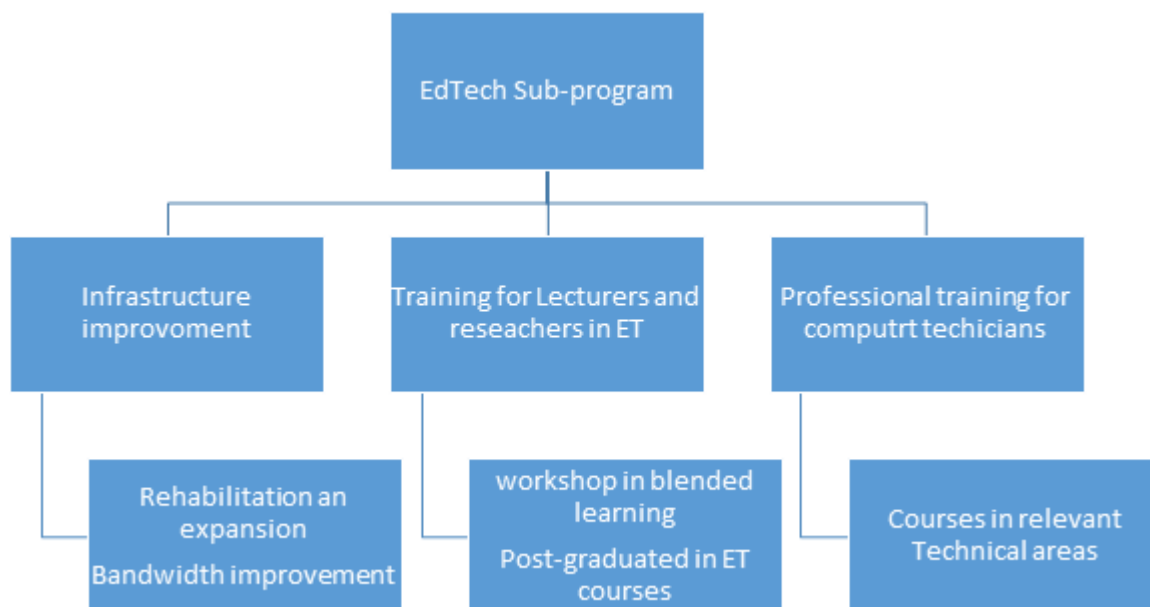 EdTech Sub-program
Infrastructure
improvoment
Training for Lecturers and
reseachers in ET
Professional training for
computrt techicians
Rehabilitation an
expansion
Bandwidth improvement
workshop in blended
learning
Post-graduated in ET
courses
Courses in relevant
Technical areas